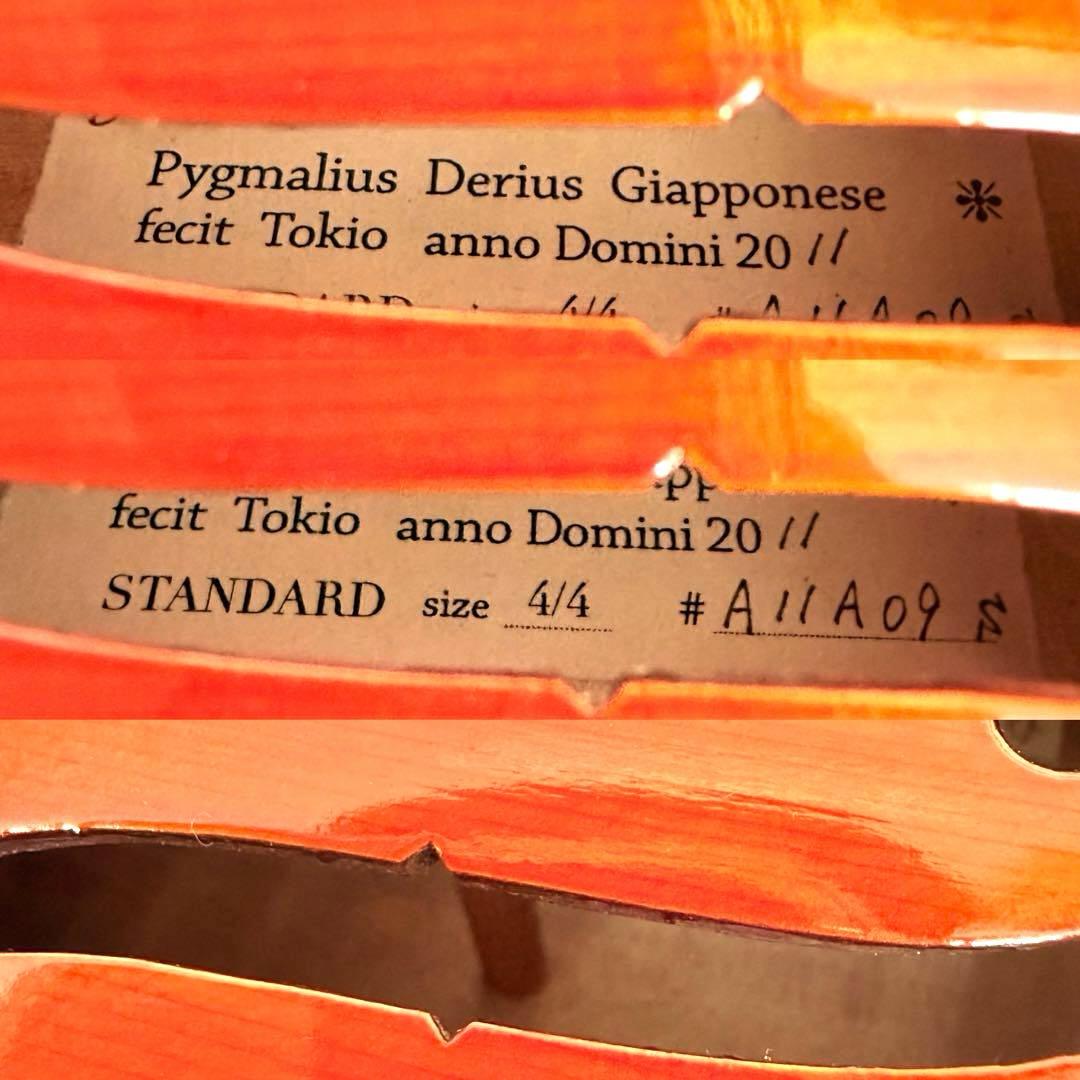 Pygmalius Derius Giapponese ❊
fecit Tokio anno Domini 20 11
fecit Tokio anno Domini 20 11
STANDARD size 4/4 # A11A09